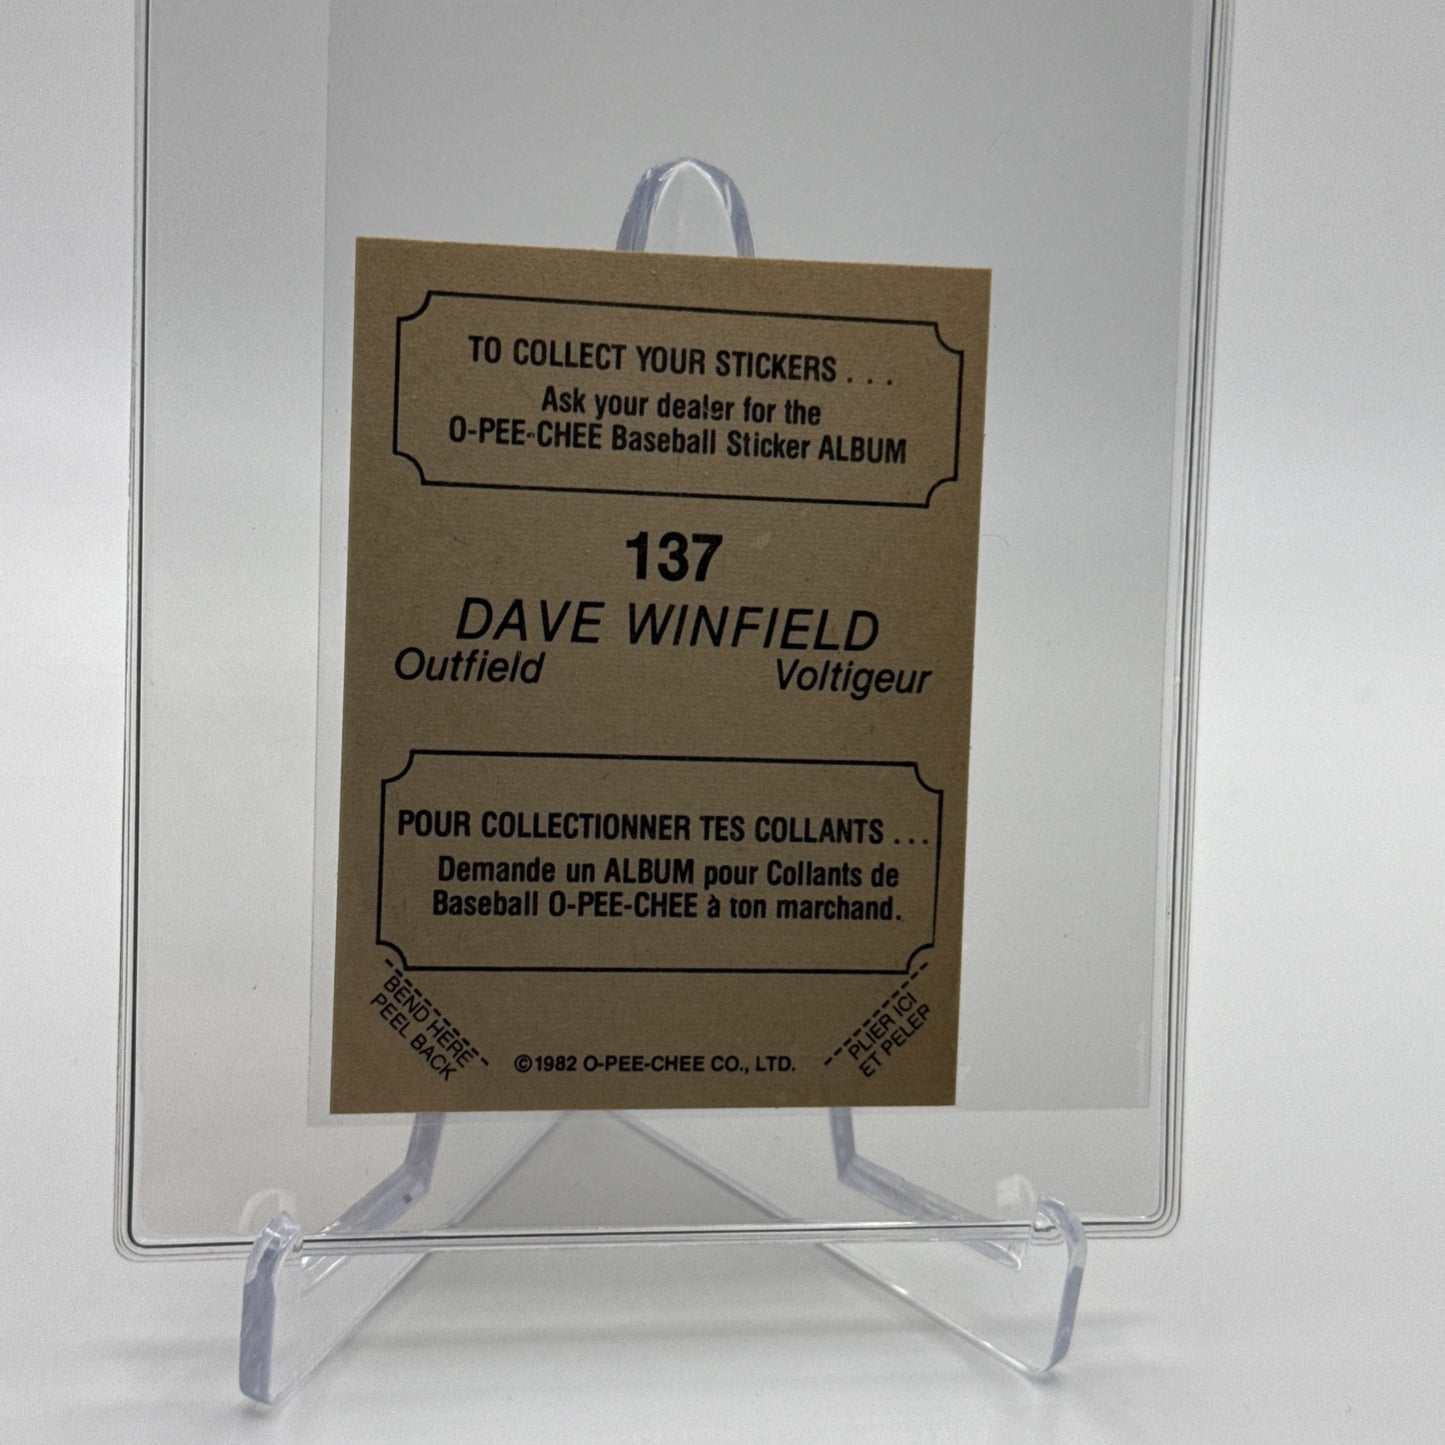 TO COLLECT YOUR STICKERS . . .
Ask your dealer for the
O-PEE-CHEE Baseball Sticker ALBUM
137
DAVE WINFIELD
Outfield Voltigeur
POUR COLLECTIONNER TES COLLANTS . . .
Demande un ALBUM pour Collants de
Baseball O-PEE-CHEE à ton marchand.
BEND HERE
PEEL BACK
©1982 O-PEE-CHEE CO., LTD.
PLIER ICI
ET PELER